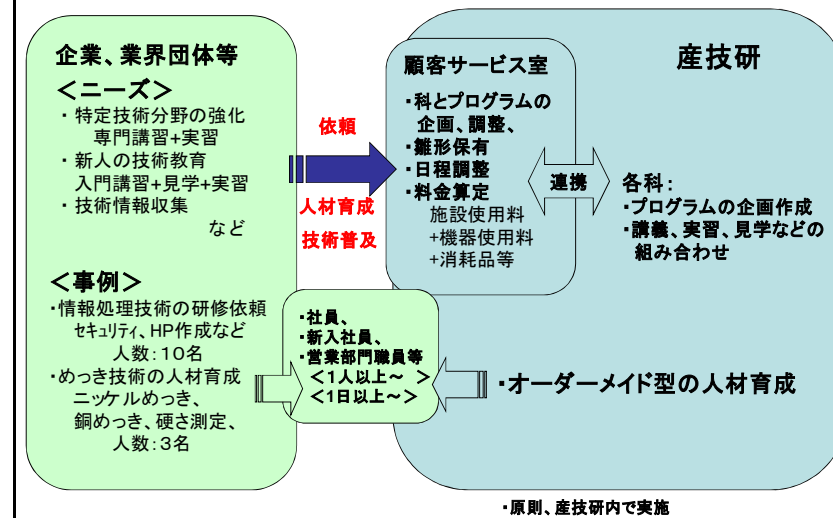 企業、業界団体等
＜ニーズ＞
・特定技術分野の強化
専門講習+実習
・新人の技術教育
入門講習+見学+実習
・技術情報収集
など
＜事例＞
・情報処理技術の研修依頼
セキュリティ、HP作成など
人数：１０名
・めっき技術の人材育成
ニッケルめっき、
銅めっき、硬さ測定、
人数：３名
依頼
人材育成
技術普及
顧客サービス室
・科とプログラムの
企画、調整、
・雛形保有
・日程調整
・料金算定
施設使用料
+機器使用料
+消耗品等
連携
産技研
各科：
・プログラムの企画作成
・講義、実習、見学などの
組み合わせ
・社員、
・新入社員、
・営業部門職員等
＜１人以上～ ＞
＜１日以上～＞
・オーダーメイド型の人材育成
・原則、産技研内で実施